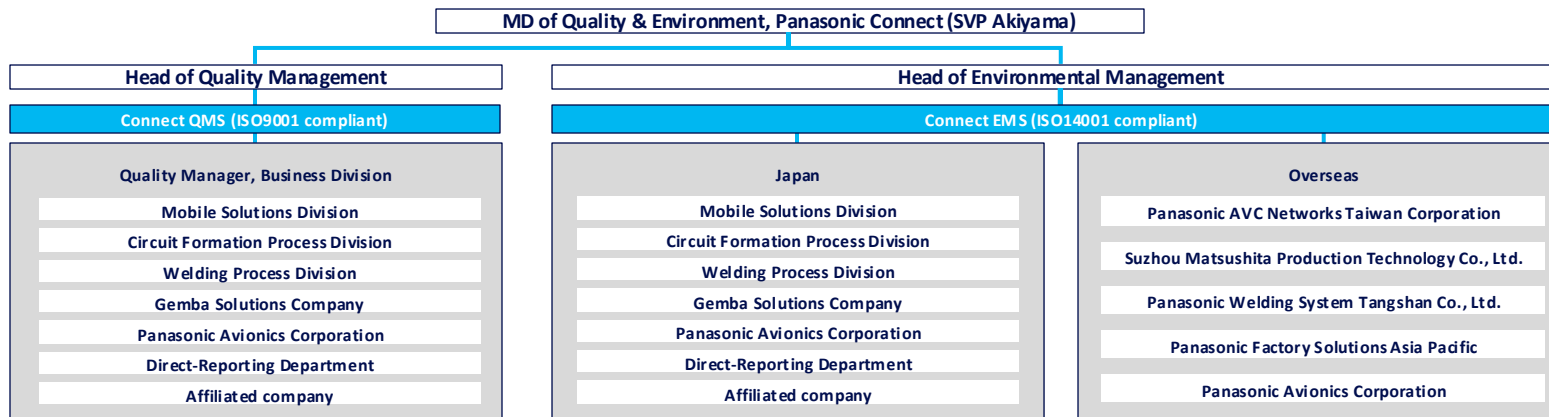 MD of Quality & Environment, Panasonic Connect (SVP Akiyama)
Head of Quality Management
Head of Environmental Management
Connect QMS (ISO9001 compliant)
Connect EMS (ISO14001 compliant)
Quality Manager, Business Division
Mobile Solutions Division
Circuit Formation Process Division
Welding Process Division
Gemba Solutions Company
Panasonic Avionics Corporation
Direct-Reporting Department
Affiliated company
Japan
Mobile Solutions Division
Circuit Formation Process Division
Welding Process Division
Gemba Solutions Company
Panasonic Avionics Corporation
Direct-Reporting Department
Affiliated company
Overseas
Panasonic AVC Networks Taiwan Corporation
Suzhou Matsushita Production Technology Co., Ltd.
Panasonic Welding System Tangshan Co., Ltd.
Panasonic Factory Solutions Asia Pacific
Panasonic Avionics Corporation